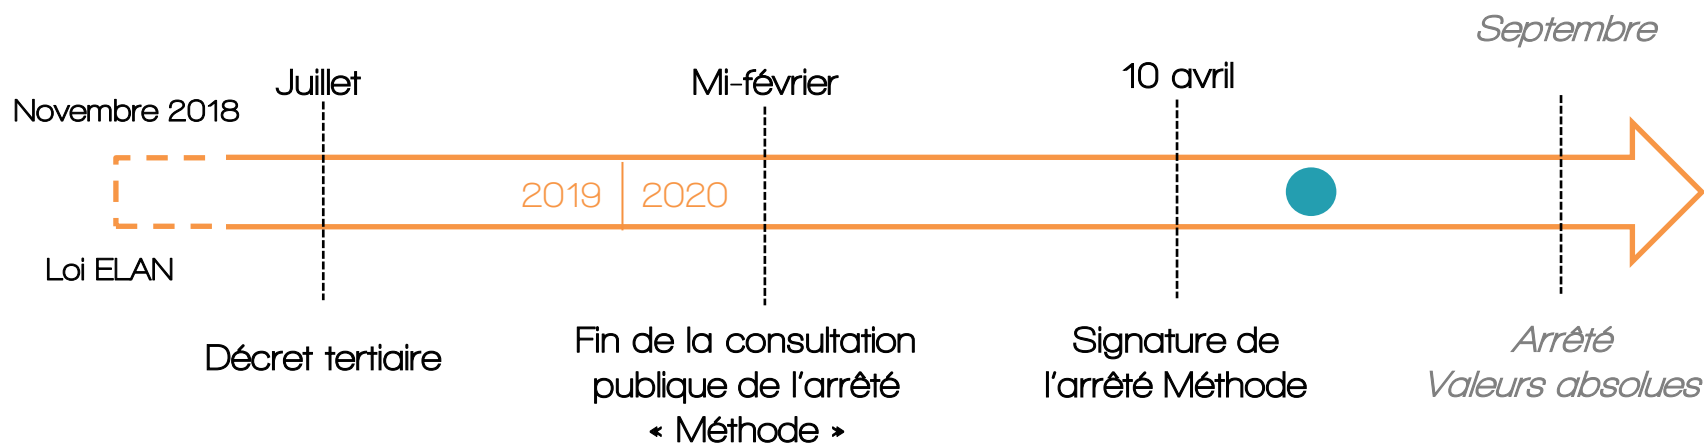 Septembre
Juillet
Mi-février
10 avril
Novembre 2018
2019
2020
Loi ELAN
Décret tertiaire
Fin de la consultation
publique de l'arrêté
« Méthode »
Signature de
l'arrêté Méthode
Arrêté
Valeurs absolues